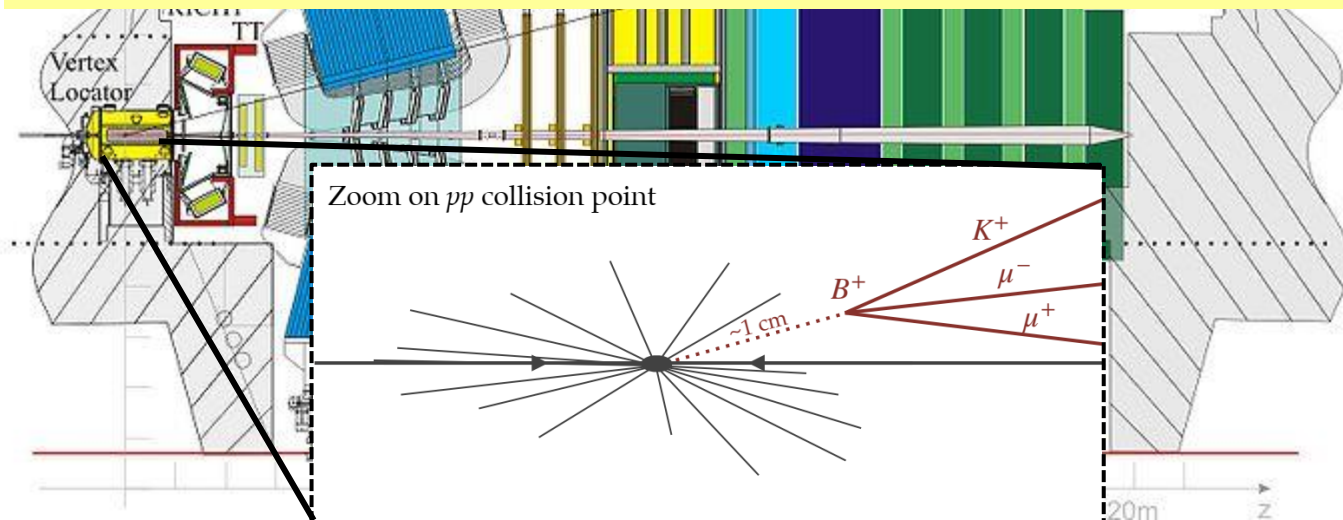 TT
Vertex
Locator
Zoom on pp collision point
K⁺
B⁺
μ⁻
~1 cm
μ⁺
20m
z